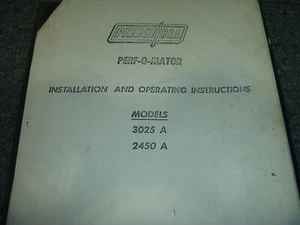 PERF-O-MATOR
INSTALLATION AND OPERATING INSTRUCTIONS
MODELS
3025 A
2450 A